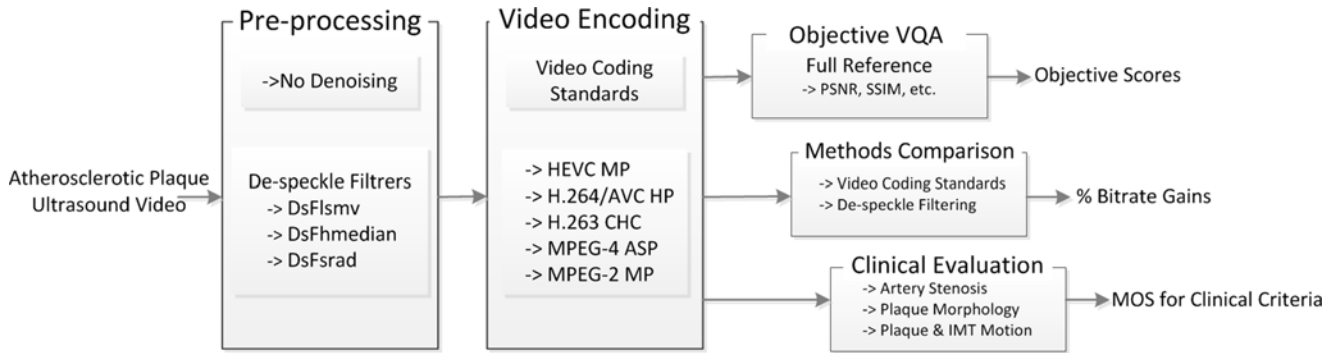 Atherosclerotic Plaque
Ultrasound Video
Pre-processing
->No Denoising
De-speckle Filtrers
-> DsFlsmv
-> DsFhmedian
-> DsFsrad
Video Encoding
Video Coding
Standards
-> HEVC MP
-> H.264/AVC HP
-> H.263 CHC
-> MPEG-4 ASP
-> MPEG-2 MP
Objective VQA
Full Reference
-> PSNR, SSIM, etc.
Objective Scores
Methods Comparison
-> Video Coding Standards
-> De-speckle Filtering
% Bitrate Gains
Clinical Evaluation
-> Artery Stenosis
-> Plaque Morphology
-> Plaque & IMT Motion
MOS for Clinical Criteria